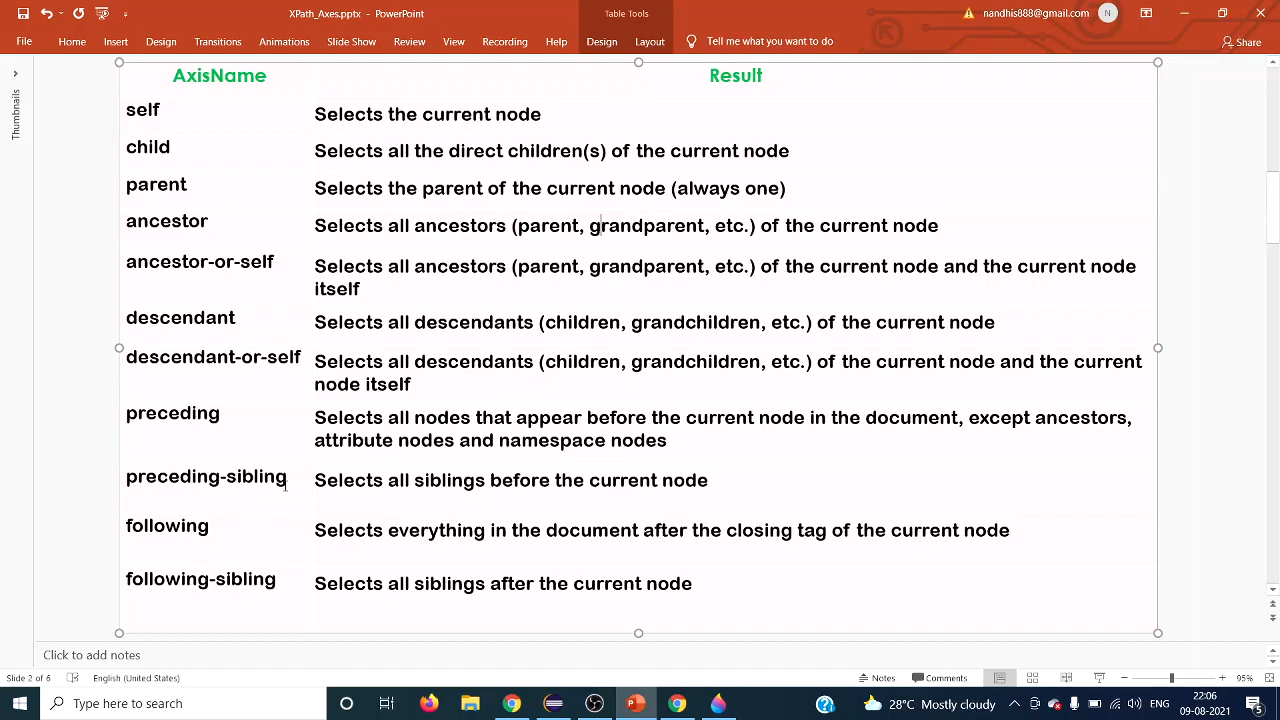 XPath_Axes.pptx - PowerPoint
Table Tools
nandhis888@gmail.com
N
File
Home
Insert
Design
Transitions
Animations
Slide Show
Review
View
Recording
Help
Design
Layout
Tell me what you want to do
Share
Thumbnails
AxisName Result
self Selects the current node
child Selects all the direct children(s) of the current node
parent Selects the parent of the current node (always one)
ancestor Selects all ancestors (parent, grandparent, etc.) of the current node
ancestor-or-self Selects all ancestors (parent, grandparent, etc.) of the current node and the current node
itself
descendant Selects all descendants (children, grandchildren, etc.) of the current node
descendant-or-self Selects all descendants (children, grandchildren, etc.) of the current node and the current
node itself
preceding Selects all nodes that appear before the current node in the document, except ancestors,
attribute nodes and namespace nodes
preceding-sibling Selects all siblings before the current node
following Selects everything in the document after the closing tag of the current node
following-sibling Selects all siblings after the current node
Click to add notes
Slide 2 of 6
English (United States)
Notes
Comments
95%
Type here to search
28°C Mostly cloudy
ENG
22:06
09-08-2021